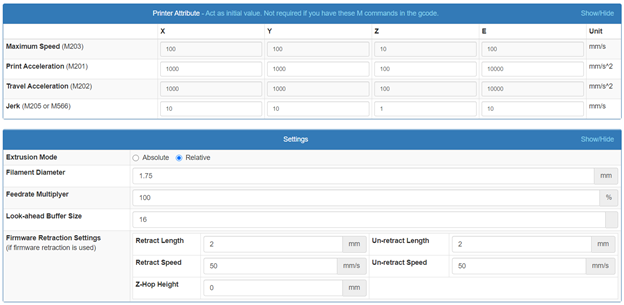 Printer Attribute - Act as initial value. Not required if you have these M commands in the gcode. Show/Hide
X Y Z E Unit
Maximum Speed (M203) 100 100 10 100 mm/s
Print Acceleration (M201) 1000 1000 100 10000 mm/s^2
Travel Acceleration (M202) 1000 1000 100 10000 mm/s^2
Jerk (M205 or M566) 10 10 1 10 mm/s
Settings Show/Hide
Extrusion Mode Absolute Relative
Filament Diameter 1.75 mm
Feedrate Multiplyer 100 %
Look-ahead Buffer Size 16
Firmware Retraction Settings Retract Length 2 mm Un-retract Length 2 mm
(if firmware retraction is used)
Retract Speed 50 mm/s Un-retract Speed 50 mm/s
Z-Hop Height 0 mm